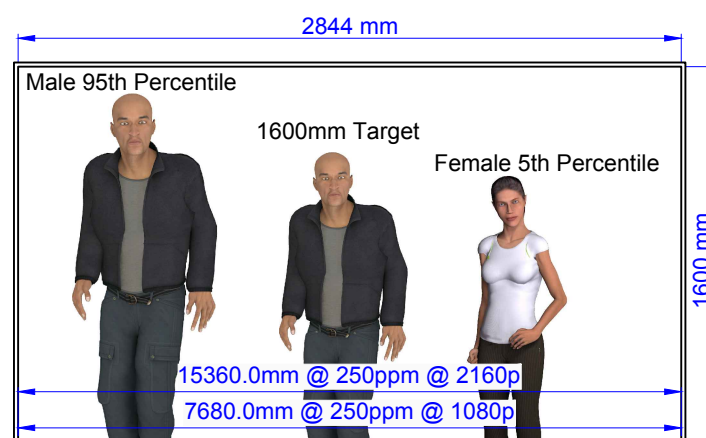 2844 mm
Male 95th Percentile
1600mm Target
Female 5th Percentile
1600 mm
15360.0mm @ 250ppm @ 2160p
7680.0mm @ 250ppm @ 1080p